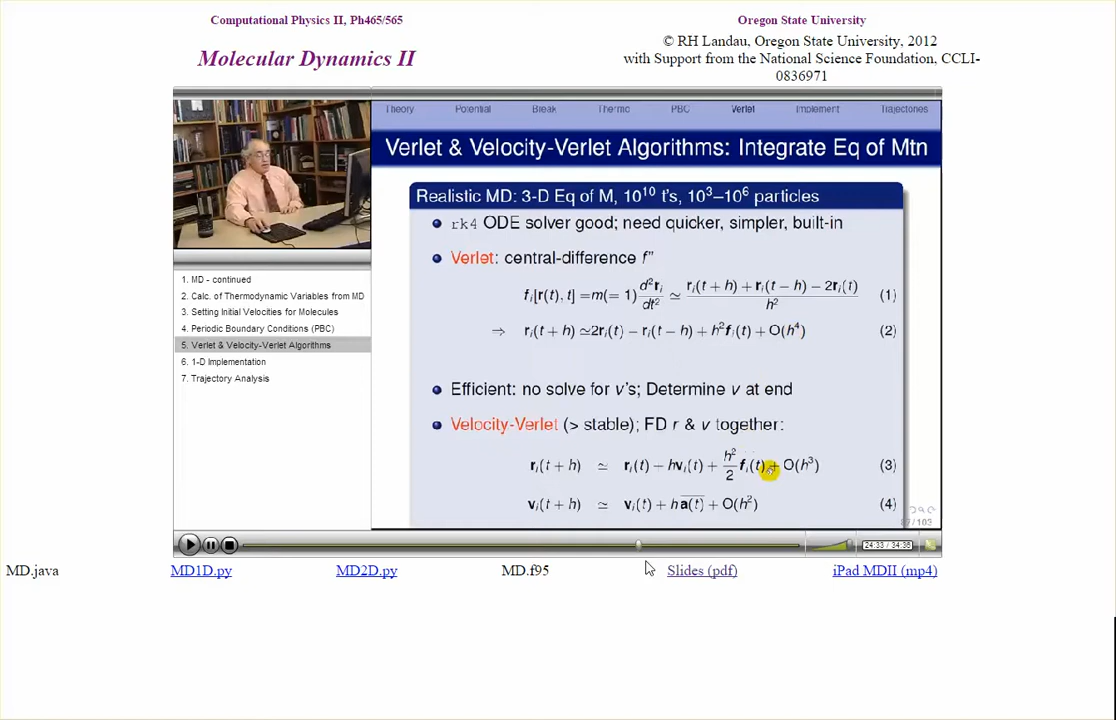 Computational Physics II, Ph465/565
Oregon State University
Molecular Dynamics II
© RH Landau, Oregon State University, 2012
with Support from the National Science Foundation, CCLI-
0836971
Theory Potential Break Thermo PBC Verlet Implement Trajectories
Verlet & Velocity-Verlet Algorithms: Integrate Eq of Mtn
Realistic MD: 3-D Eq of M, 10¹⁰ t's, 10³–10⁶ particles
rk4 ODE solver good; need quicker, simpler, built-in
Verlet: central-difference f''
fᵢ[r(t), t] = m(= 1) d²rᵢ/dt² ≃ (rᵢ(t + h) + rᵢ(t − h) − 2rᵢ(t))/h² (1)
⇒ rᵢ(t + h) ≃ 2rᵢ(t) − rᵢ(t − h) + h²fᵢ(t) + O(h⁴) (2)
Efficient: no solve for v's; Determine v at end
Velocity-Verlet (> stable); FD r & v together:
rᵢ(t + h) ≃ rᵢ(t) − hvᵢ(t) + h²/2 fᵢ(t) + O(h³) (3)
vᵢ(t + h) ≃ vᵢ(t) + h a(t) + O(h²) (4)
1. MD - continued
2. Calc. of Thermodynamic Variables from MD
3. Setting Initial Velocities for Molecules
4. Periodic Boundary Conditions (PBC)
5. Verlet & Velocity-Verlet Algorithms
6. 1-D Implementation
7. Trajectory Analysis
24:33 / 34:36
MD.java MD1D.py MD2D.py MD.f95 Slides (pdf) iPad MDII (mp4)